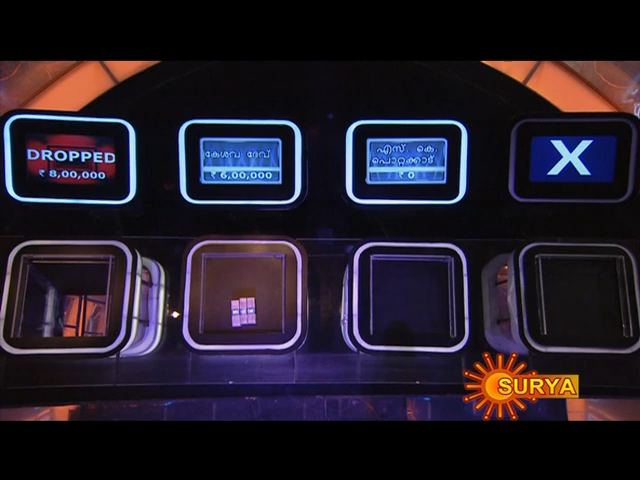 DROPPED
₹ 8,00,000
കേശവ ദേവ്
₹ 6,00,000
എസ്. കെ.
പൊറ്റക്കാട്
₹ 0
X
SURYA